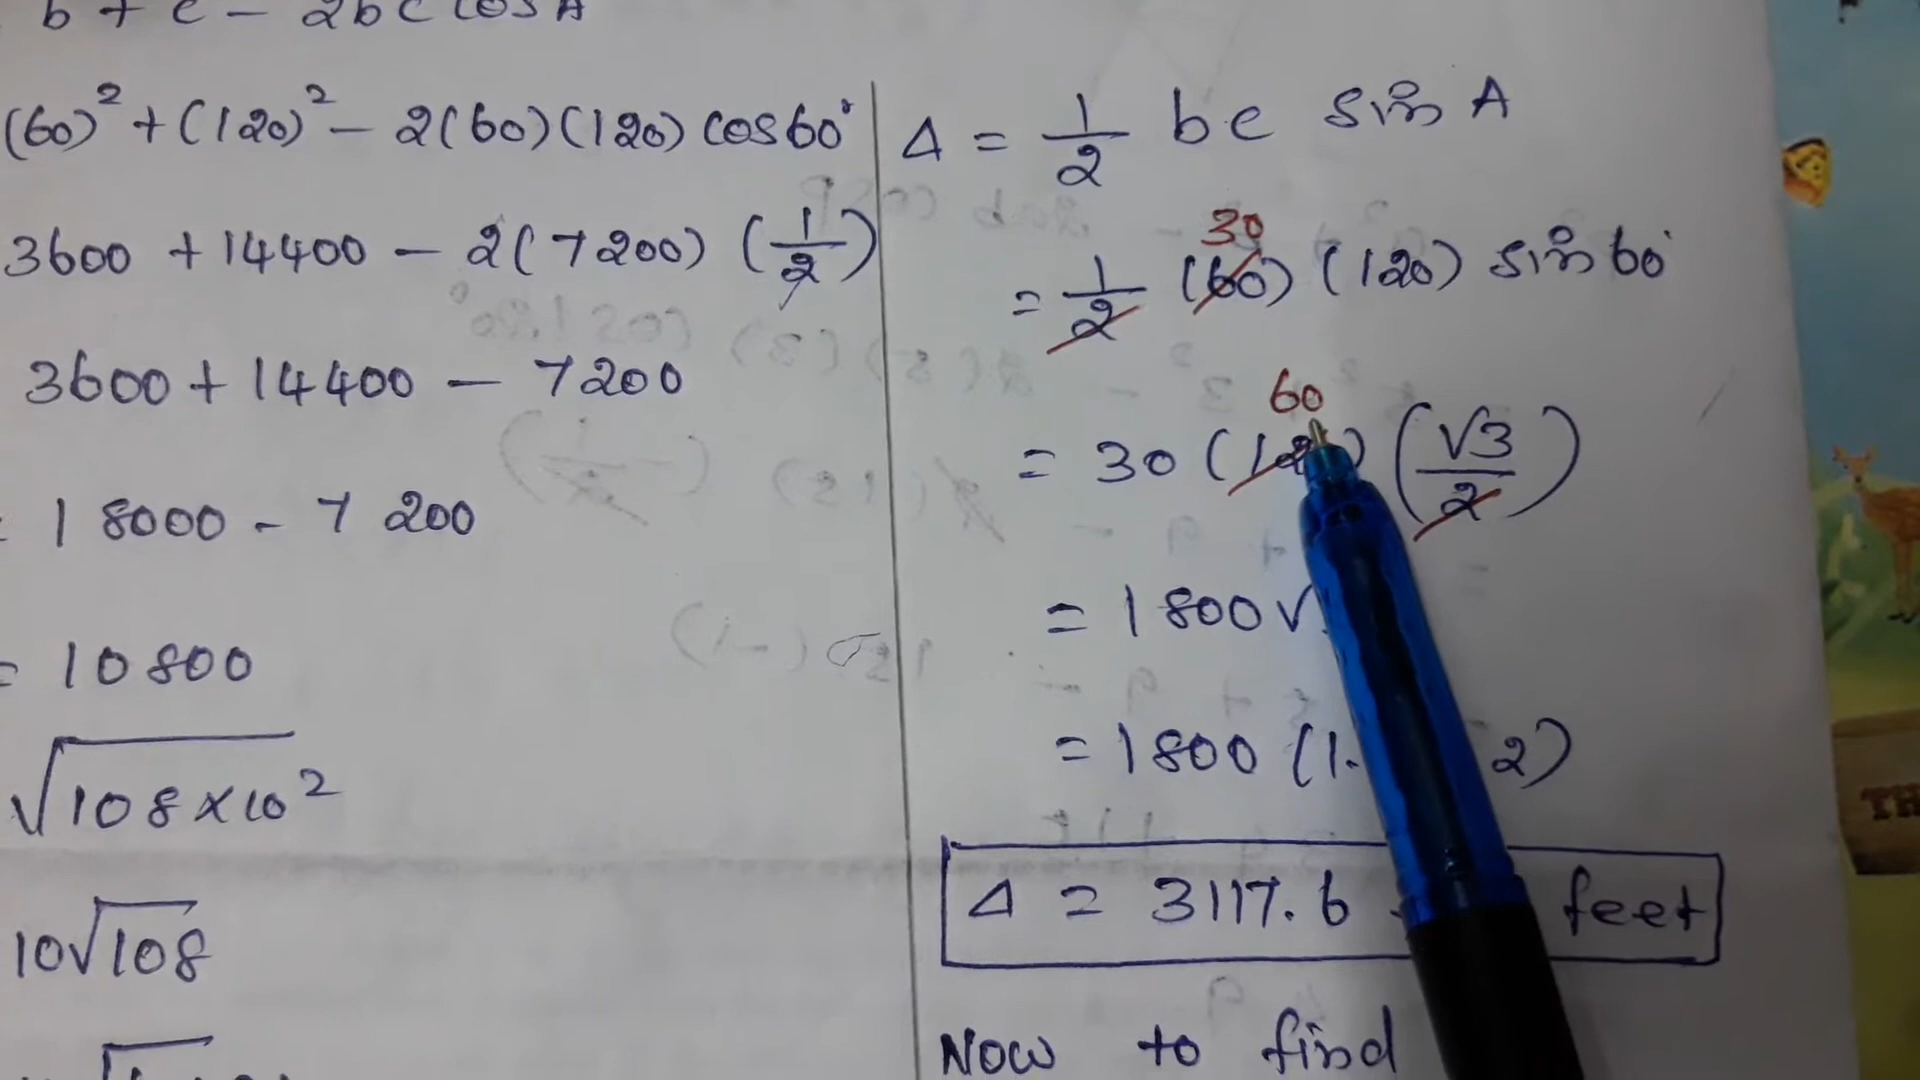 b + c - 2bc cos A
(60)² + (120)² - 2(60)(120) cos 60°
3600 + 14400 - 2(7200) (1/2)
3600 + 14400 - 7200
= 18000 - 7200
= 10800
√108 × 10²
10√108
Δ = 1/2 bc sin A
30
= 1/2 (60) (120) sin 60°
60
= 30 (120) (√3/2)
= 1800√
= 1800 (1. 2)
Δ = 3117.6 feet
Now to find
TH